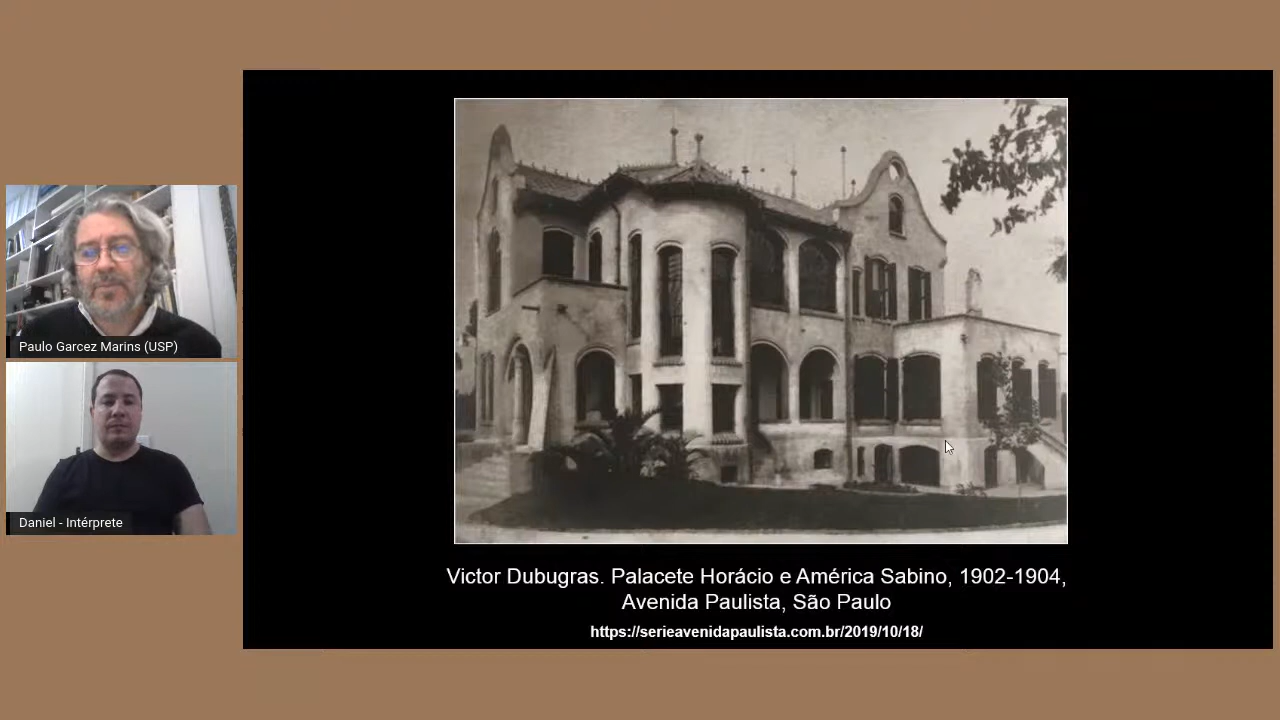 Paulo Garcez Marins (USP)
Daniel - Intérprete
Victor Dubugras. Palacete Horácio e América Sabino, 1902-1904,
Avenida Paulista, São Paulo
https://serieavenidapaulista.com.br/2019/10/18/